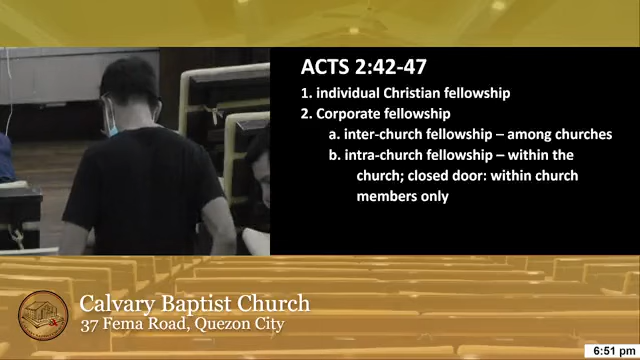 ACTS 2:42-47
1. individual Christian fellowship
2. Corporate fellowship
a. inter-church fellowship – among churches
b. intra-church fellowship – within the
church; closed door: within church
members only
Calvary Baptist Church
37 Fema Road, Quezon City
6:51 pm